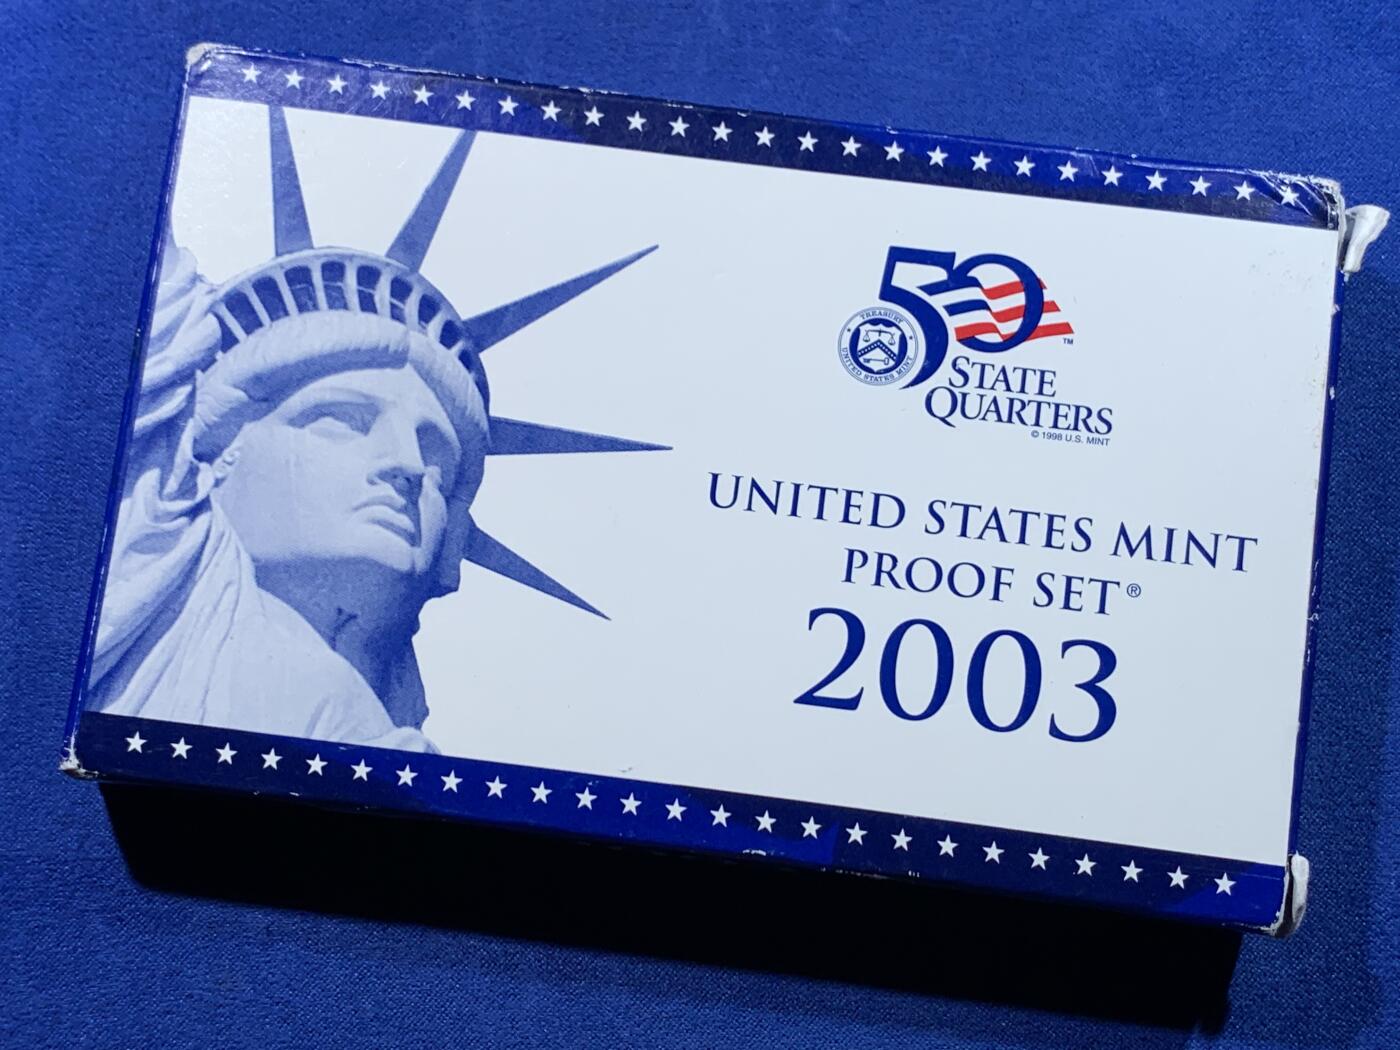 50
™
TREASURY
UNITED STATES MINT
STATE
QUARTERS
© 1998 U.S. MINT
UNITED STATES MINT
PROOF SET®
2003